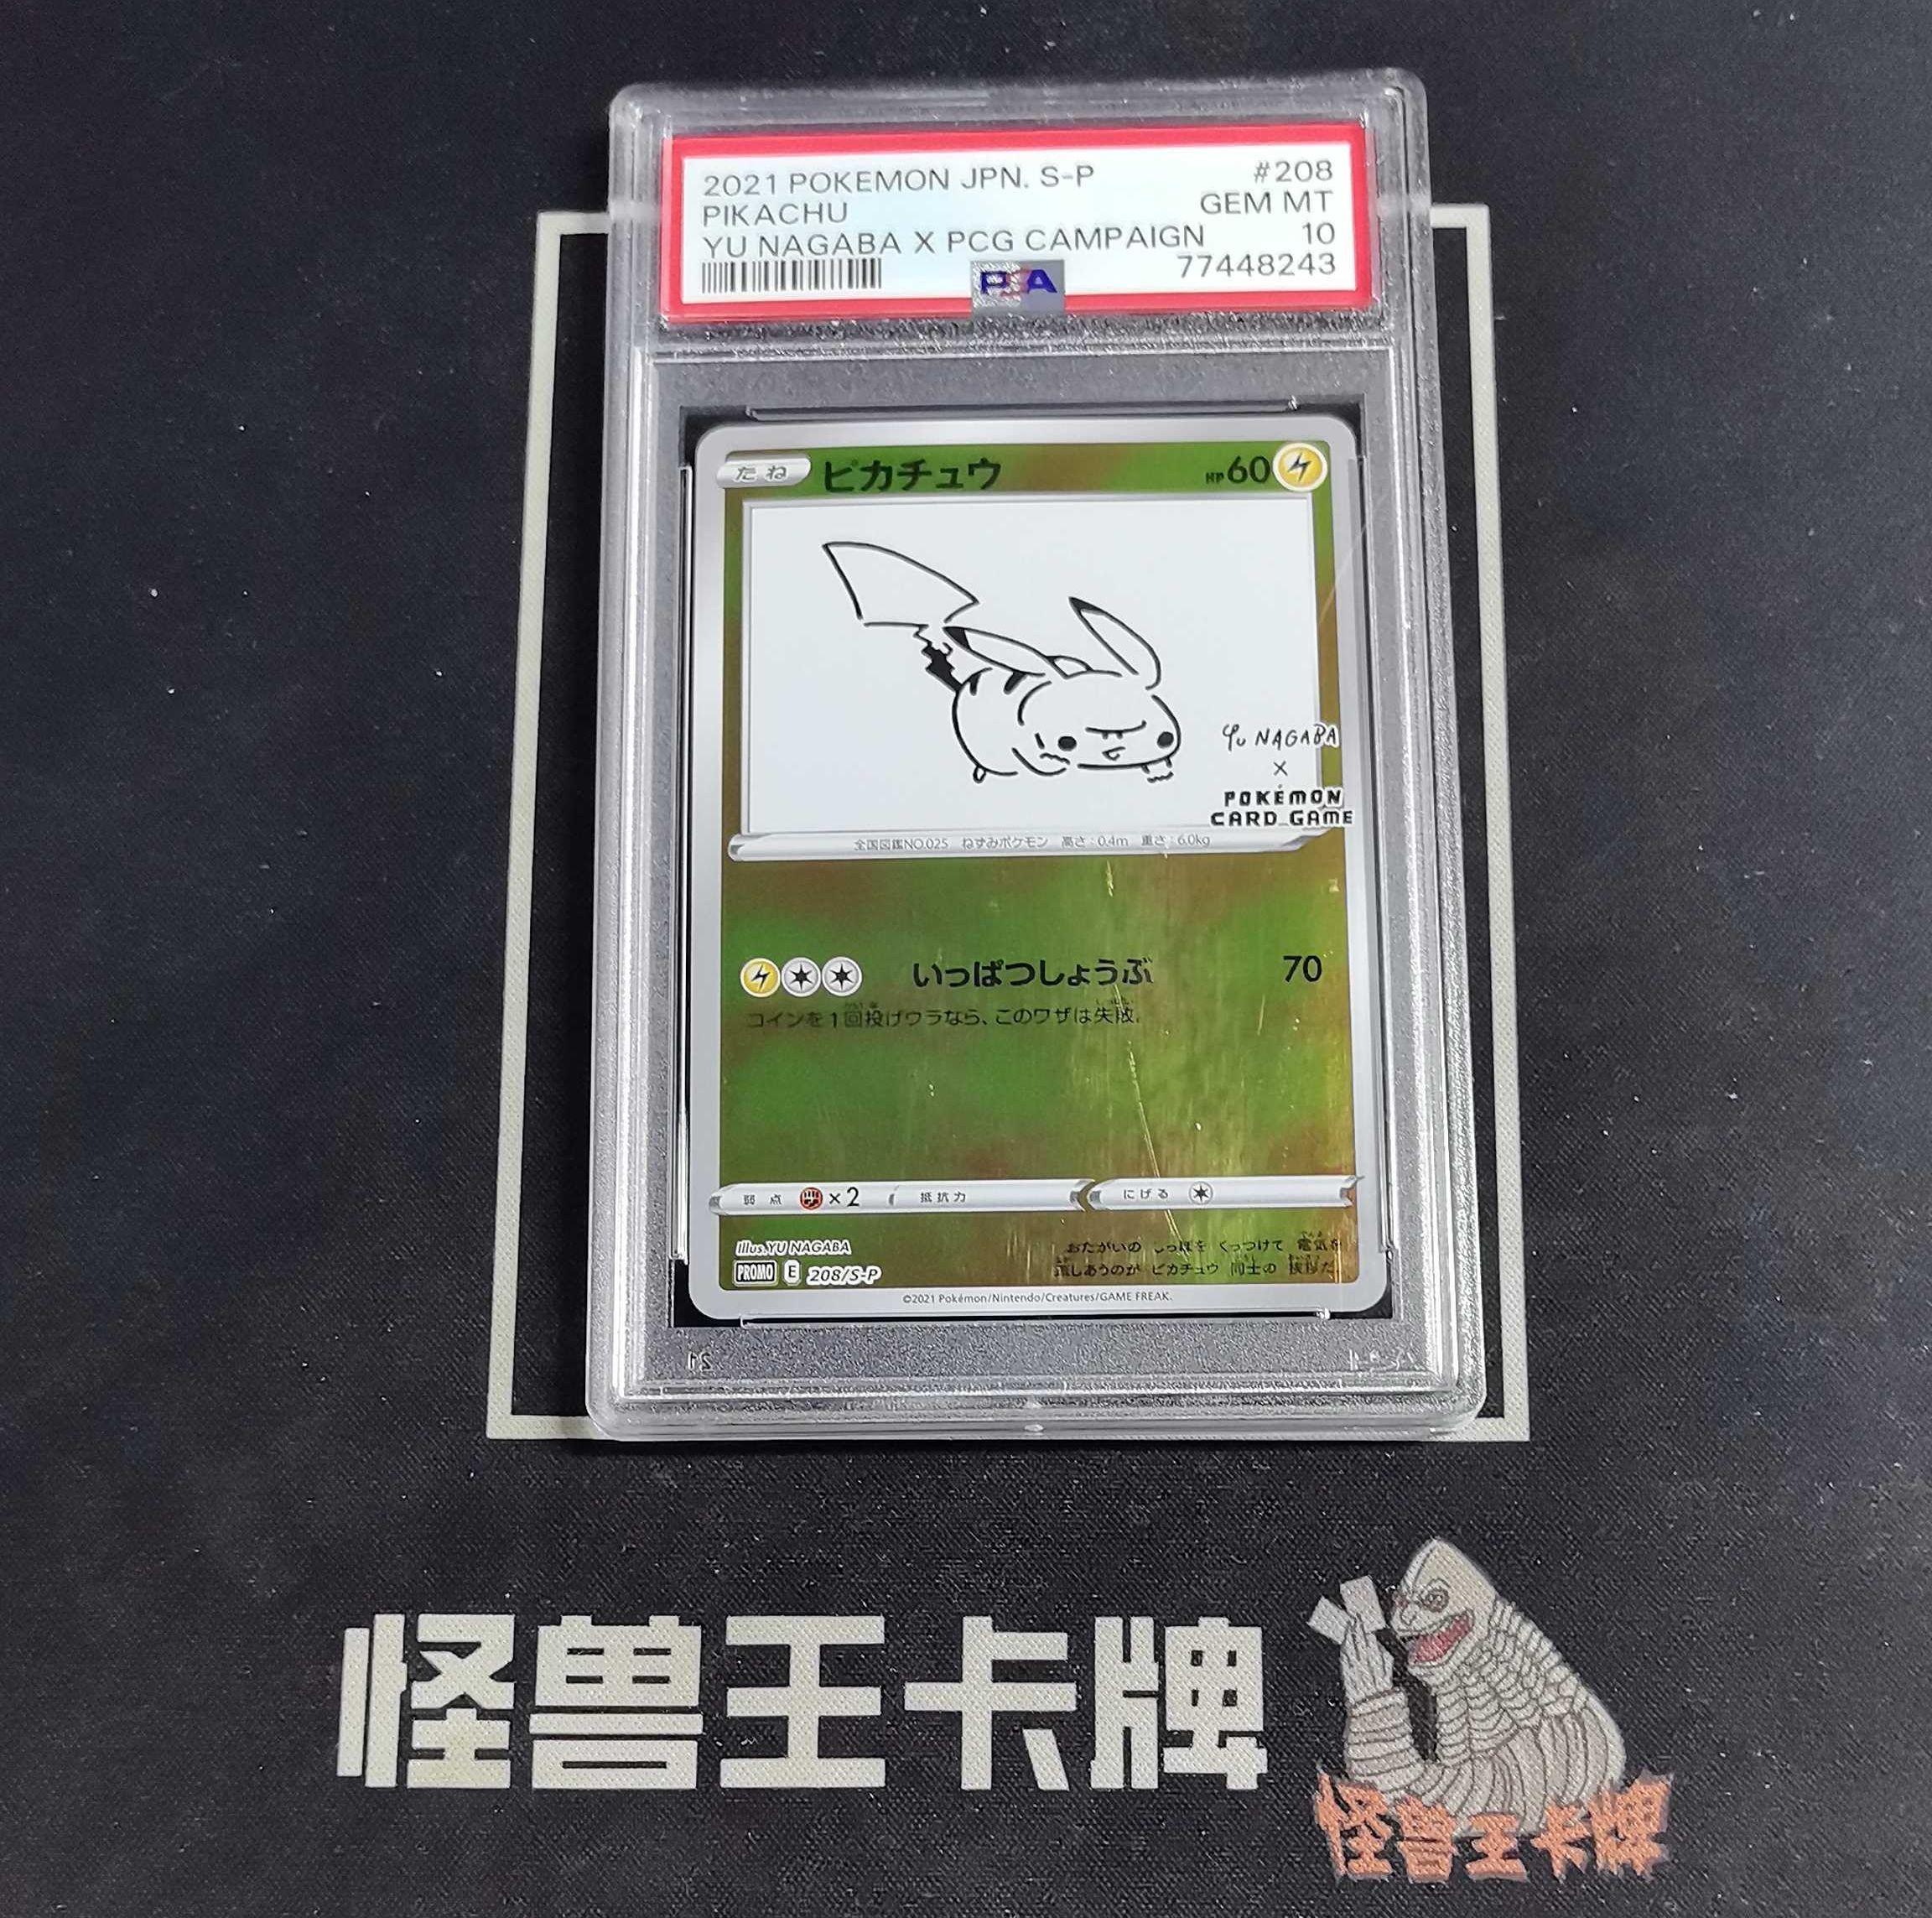 2021 POKEMON JPN. S-P #208
PIKACHU GEM MT
YU NAGABA X PCG CAMPAIGN 10
PSA 77448243
たね ピカチュウ HP60
Yu NAGABA
×
POKÉMON
CARD GAME
全国図鑑NO.025 ねずみポケモン 高さ:0.4m 重さ:6.0kg
いっぱつしょうぶ 70
コインを1回投げウラなら、このワザは失敗。
弱点 ×2 抵抗力 にげる
Illus.YU NAGABA
PROMO E 208/S-P
おたがいの しっぽを くっつけて 電気を
流しあうのが ピカチュウ 同士の 挨拶だ。
©2021 Pokémon/Nintendo/Creatures/GAME FREAK.
怪兽王卡牌
怪兽王卡牌